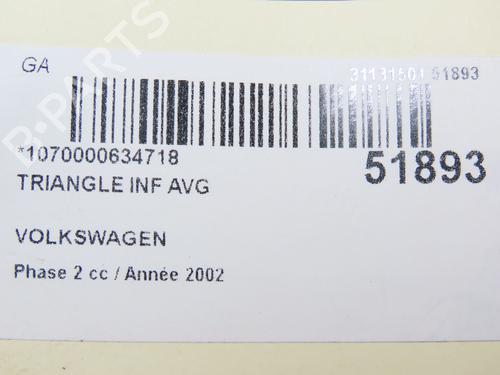 GA
31131501 51893
*1070000634718
51893
TRIANGLE INF AVG
VOLKSWAGEN
Phase 2 cc / Année 2002
B-PARTS